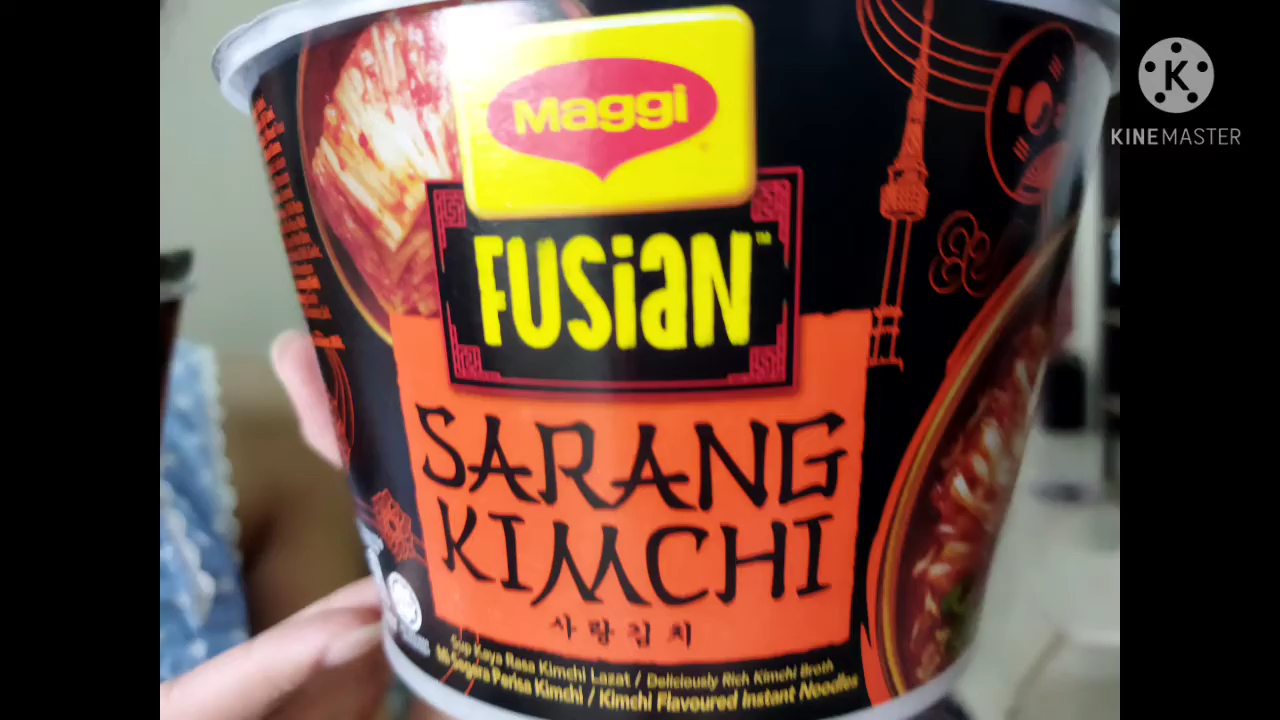 Maggi
FUSiaN™
SARANG
KIMCHI
사랑김치
Sup Kaya Rasa Kimchi Lazat / Deliciously Rich Kimchi Broth
Mi Segera Perisa Kimchi / Kimchi Flavoured Instant Noodles
K
KINEMASTER